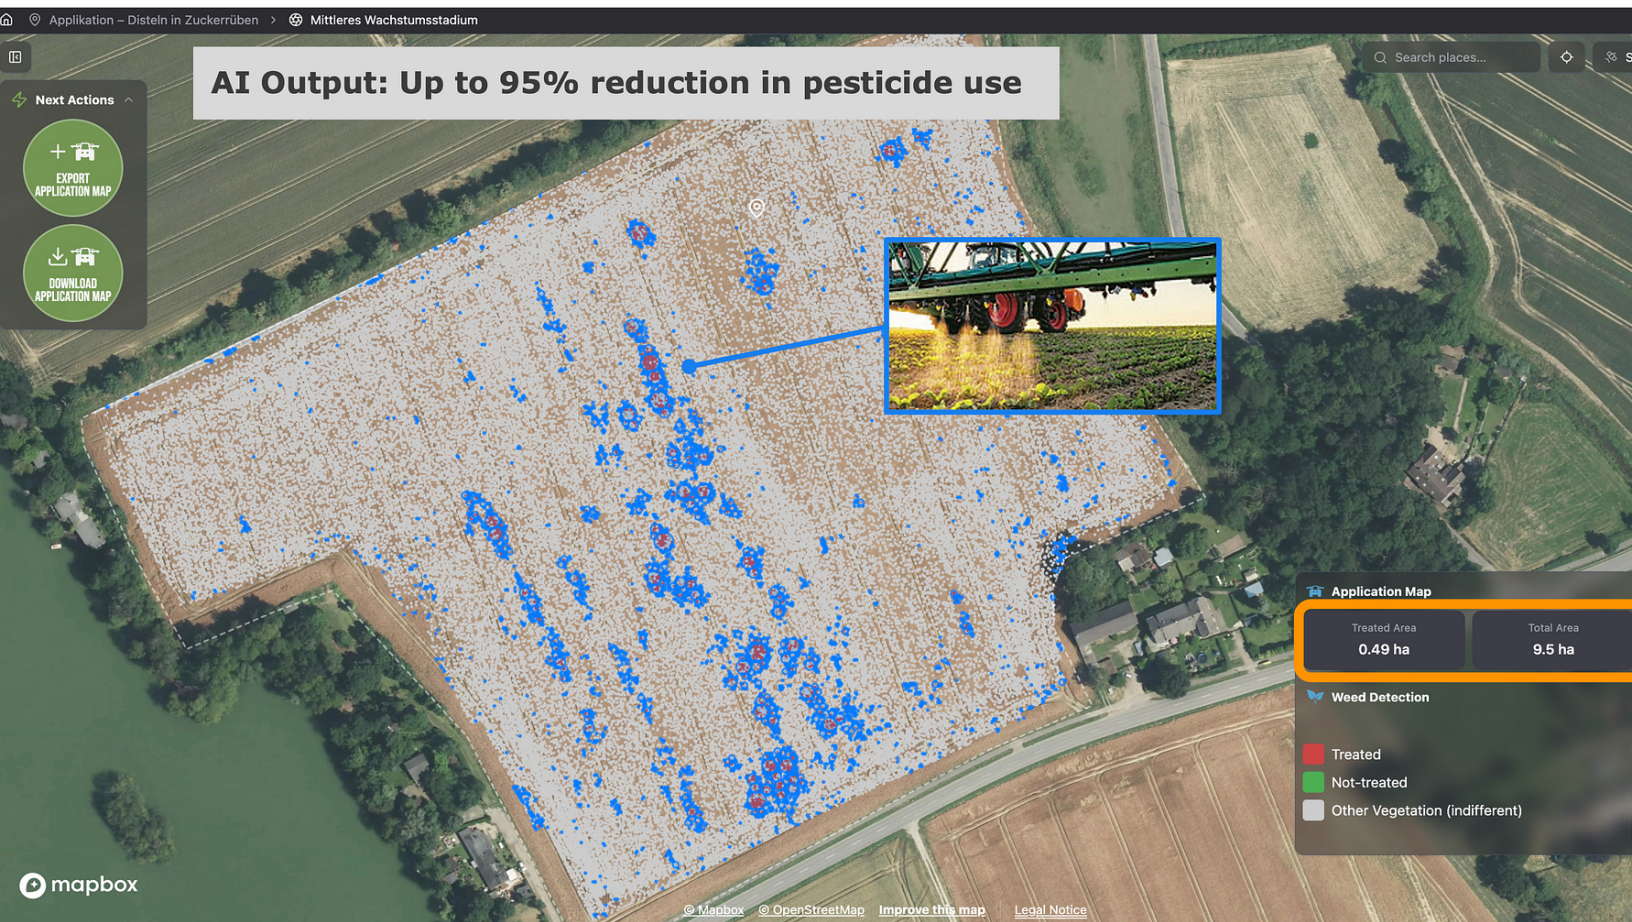 Applikation – Disteln in Zuckerrüben > Mittleres Wachstumsstadium
AI Output: Up to 95% reduction in pesticide use
Search places...
Next Actions
EXPORT
APPLICATION MAP
DOWNLOAD
APPLICATION MAP
Application Map
Treated Area
0.49 ha
Total Area
9.5 ha
Weed Detection
Treated
Not-treated
Other Vegetation (indifferent)
mapbox
© Mapbox © OpenStreetMap Improve this map Legal Notice